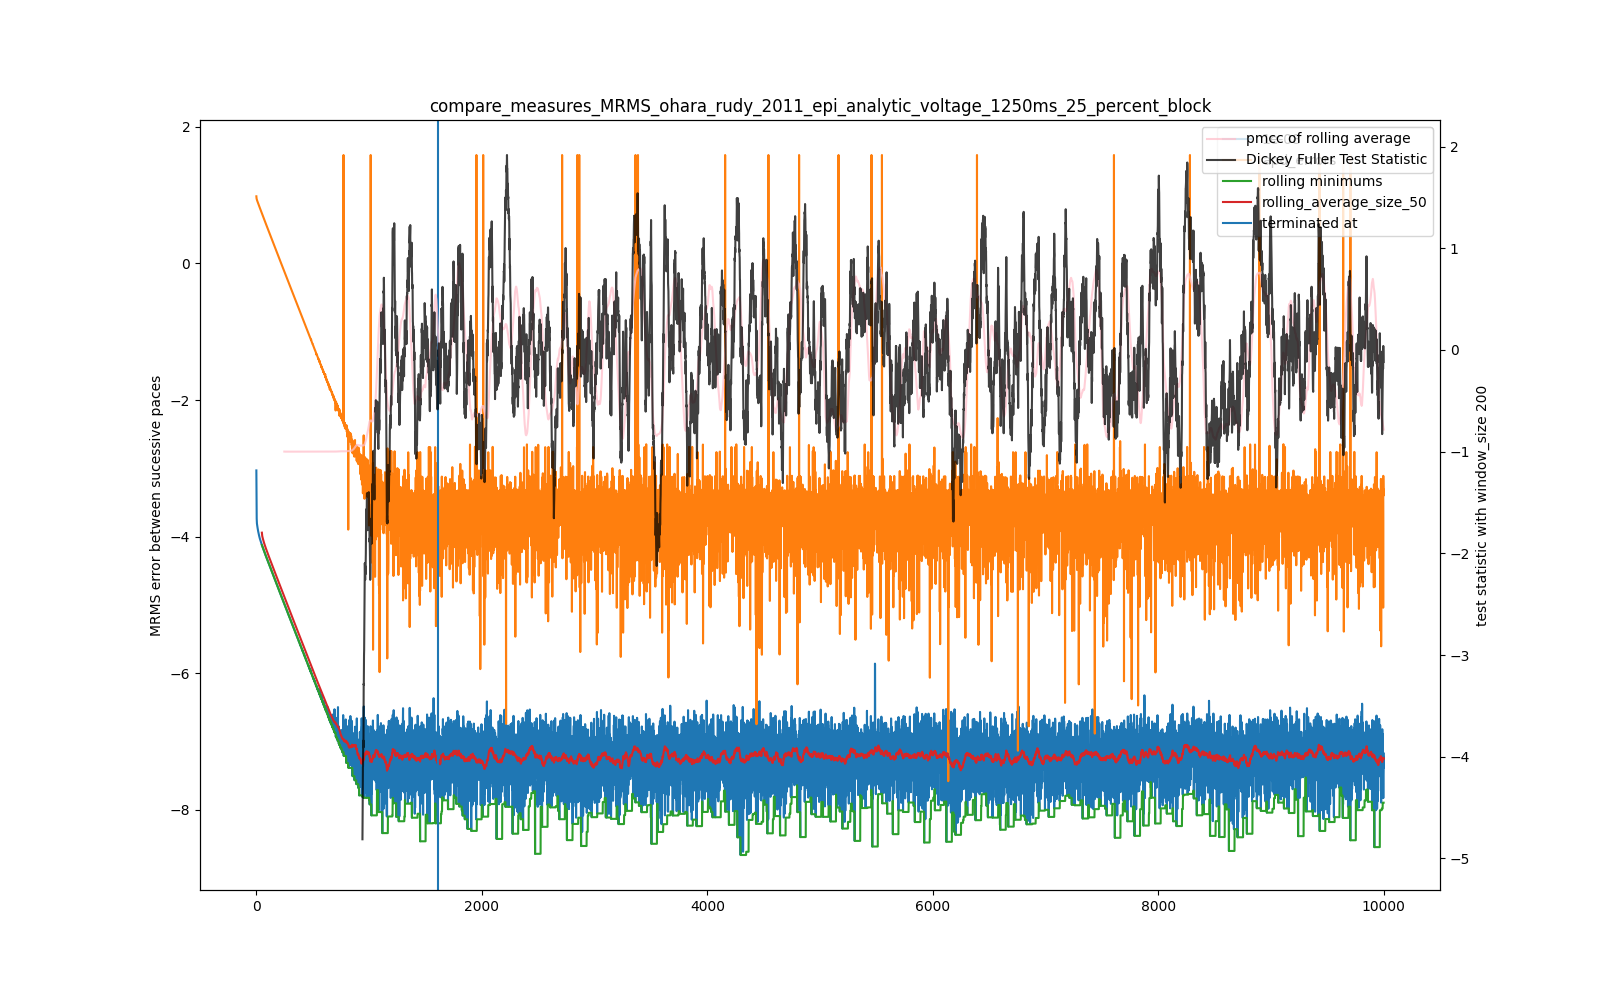 compare_measures_MRMS_ohara_rudy_2011_epi_analytic_voltage_1250ms_25_percent_block
2
0
−2
−4
−6
−8
MRMS error between sucessive paces
0
2000
4000
6000
8000
10000
2
1
0
−1
−2
−3
−4
−5
test statistic with window_size 200
pmcc of rolling average
Dickey Fuller Test Statistic
rolling minimums
rolling_average_size_50
terminated at